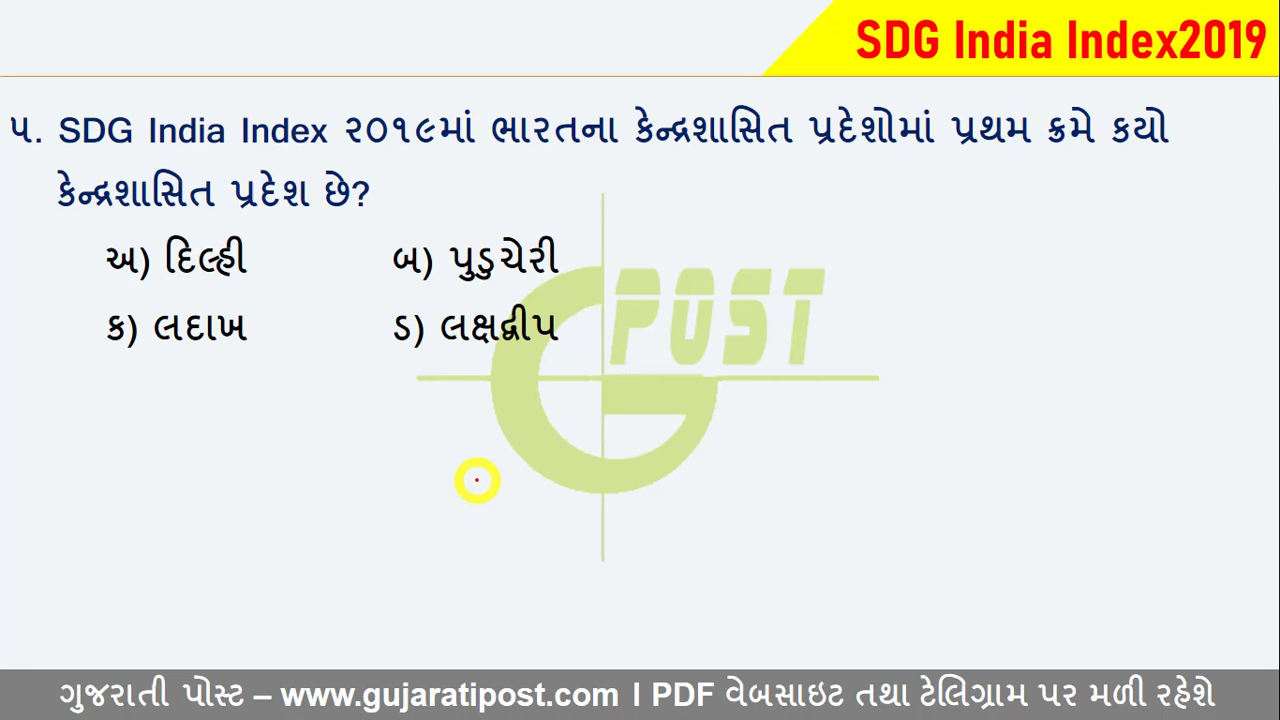 SDG India Index2019
૫. SDG India Index ૨૦૧૯માં ભારતના કેન્દ્રશાસિત પ્રદેશોમાં પ્રથમ ક્રમે કયો
કેન્દ્રશાસિત પ્રદેશ છે?
અ) દિલ્હી બ) પુડુચેરી
ક) લદાખ ડ) લક્ષદ્વીપ
G POST
ગુજરાતી પોસ્ટ – www.gujaratipost.com I PDF વેબસાઇટ તથા ટેલિગ્રામ પર મળી રહેશે